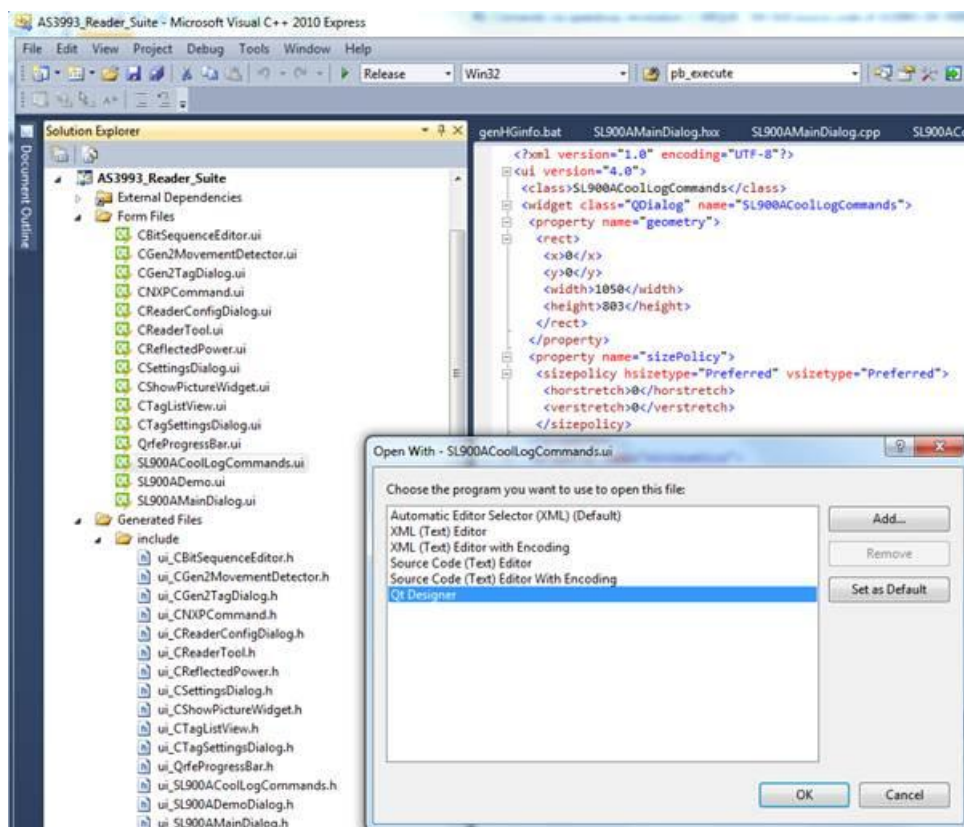 AS3993_Reader_Suite - Microsoft Visual C++ 2010 Express
File Edit View Project Debug Tools Window Help
Release Win32 pb_execute
Document Outline
Solution Explorer
AS3993_Reader_Suite
External Dependencies
Form Files
CBitSequenceEditor.ui
CGen2MovementDetector.ui
CGen2TagDialog.ui
CNXPCommand.ui
CReaderConfigDialog.ui
CReaderTool.ui
CReflectedPower.ui
CSettingsDialog.ui
CShowPictureWidget.ui
CTagListView.ui
CTagSettingsDialog.ui
QrfeProgressBar.ui
SL900ACoolLogCommands.ui
SL900ADemo.ui
SL900AMainDialog.ui
Generated Files
include
ui_CBitSequenceEditor.h
ui_CGen2MovementDetector.h
ui_CGen2TagDialog.h
ui_CNXPCommand.h
ui_CReaderConfigDialog.h
ui_CReaderTool.h
ui_CReflectedPower.h
ui_CSettingsDialog.h
ui_CShowPictureWidget.h
ui_CTagListView.h
ui_CTagSettingsDialog.h
ui_QrfeProgressBar.h
ui_SL900ACoolLogCommands.h
ui_SL900ADemoDialog.h
ui_SL900AMainDialog.h
genHGinfo.bat SL900AMainDialog.hxx SL900AMainDialog.cpp SL900ACo
<?xml version="1.0" encoding="UTF-8"?>
<ui version="4.0">
<class>SL900ACoolLogCommands</class>
<widget class="QDialog" name="SL900ACoolLogCommands">
<property name="geometry">
<rect>
<x>0</x>
<y>0</y>
<width>1050</width>
<height>803</height>
</rect>
</property>
<property name="sizePolicy">
<sizepolicy hsizetype="Preferred" vsizetype="Preferred">
<horstretch>0</horstretch>
<verstretch>0</verstretch>
</sizepolicy>
Open With - SL900ACoolLogCommands.ui
Choose the program you want to use to open this file:
Automatic Editor Selector (XML) (Default)
XML (Text) Editor
XML (Text) Editor with Encoding
Source Code (Text) Editor
Source Code (Text) Editor With Encoding
Qt Designer
Add...
Remove
Set as Default
OK Cancel